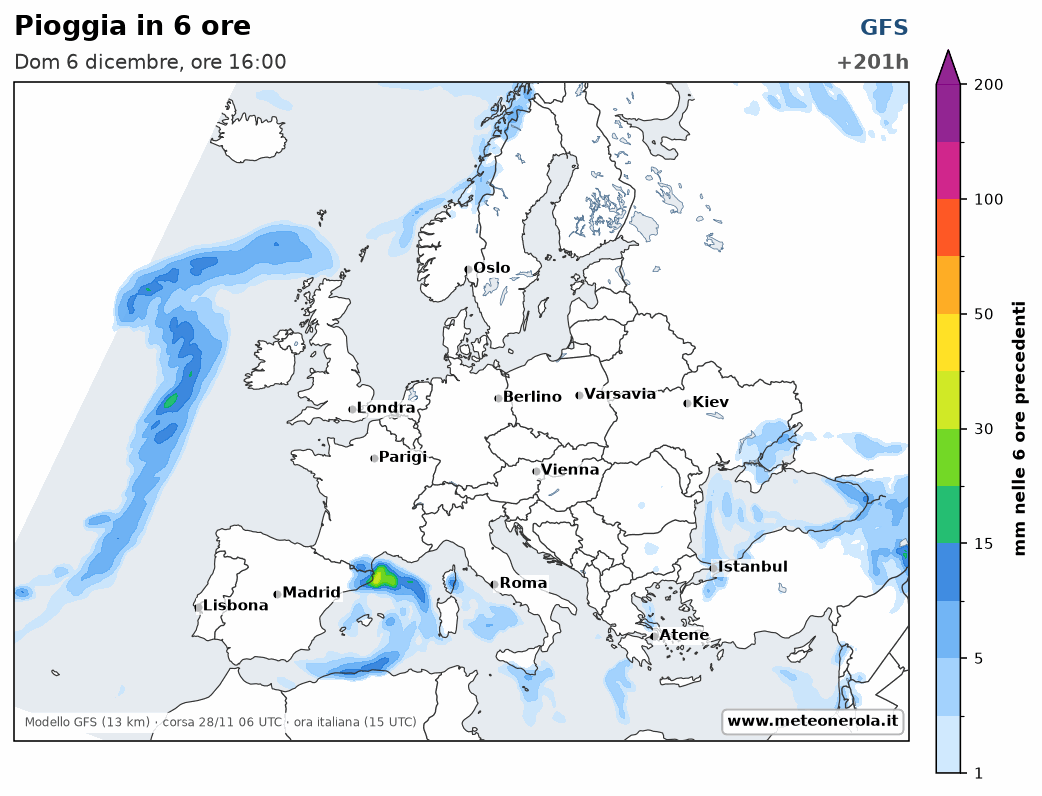 Pioggia in 6 ore
GFS
Dom 6 dicembre, ore 16:00
+201h
200
100
50
30
15
5
1
mm nelle 6 ore precedenti
Oslo
Berlino
Varsavia
Kiev
Londra
Parigi
Vienna
Istanbul
Roma
Madrid
Lisbona
Atene
Modello GFS (13 km) · corsa 28/11 06 UTC · ora italiana (15 UTC)
www.meteonerola.it